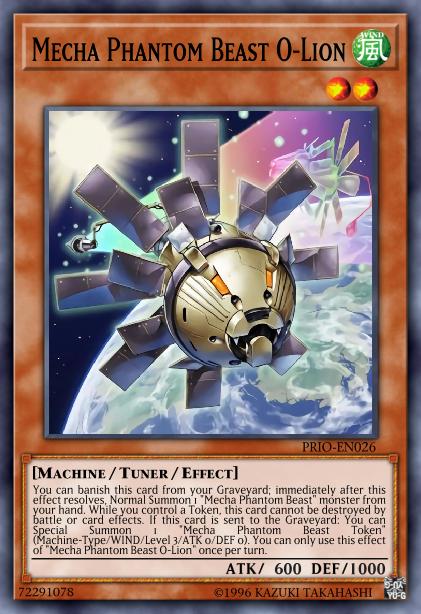 MECHA PHANTOM BEAST O-LION
WIND
風
PRIO-EN026
[MACHINE / TUNER / EFFECT]
You can banish this card from your Graveyard; immediately after this
effect resolves, Normal Summon 1 "Mecha Phantom Beast" monster from
your hand. While you control a Token, this card cannot be destroyed by
battle or card effects. If this card is sent to the Graveyard: You can
Special Summon 1 "Mecha Phantom Beast Token"
(Machine-Type/WIND/Level 3/ATK 0/DEF 0). You can only use this effect
of "Mecha Phantom Beast O-Lion" once per turn.
ATK/ 600 DEF/1000
72291078
©1996 KAZUKI TAKAHASHI